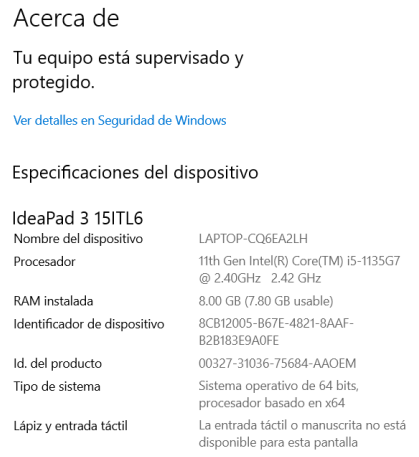 Acerca de
Tu equipo está supervisado y
protegido.
Ver detalles en Seguridad de Windows
Especificaciones del dispositivo
IdeaPad 3 15ITL6
Nombre del dispositivo LAPTOP-CQ6EA2LH
Procesador 11th Gen Intel(R) Core(TM) i5-1135G7
@ 2.40GHz 2.42 GHz
RAM instalada 8.00 GB (7.80 GB usable)
Identificador de dispositivo 8CB12005-B67E-4821-8AAF-
B2B183E9A0FE
Id. del producto 00327-31036-75684-AAOEM
Tipo de sistema Sistema operativo de 64 bits,
procesador basado en x64
Lápiz y entrada táctil La entrada táctil o manuscrita no está
disponible para esta pantalla